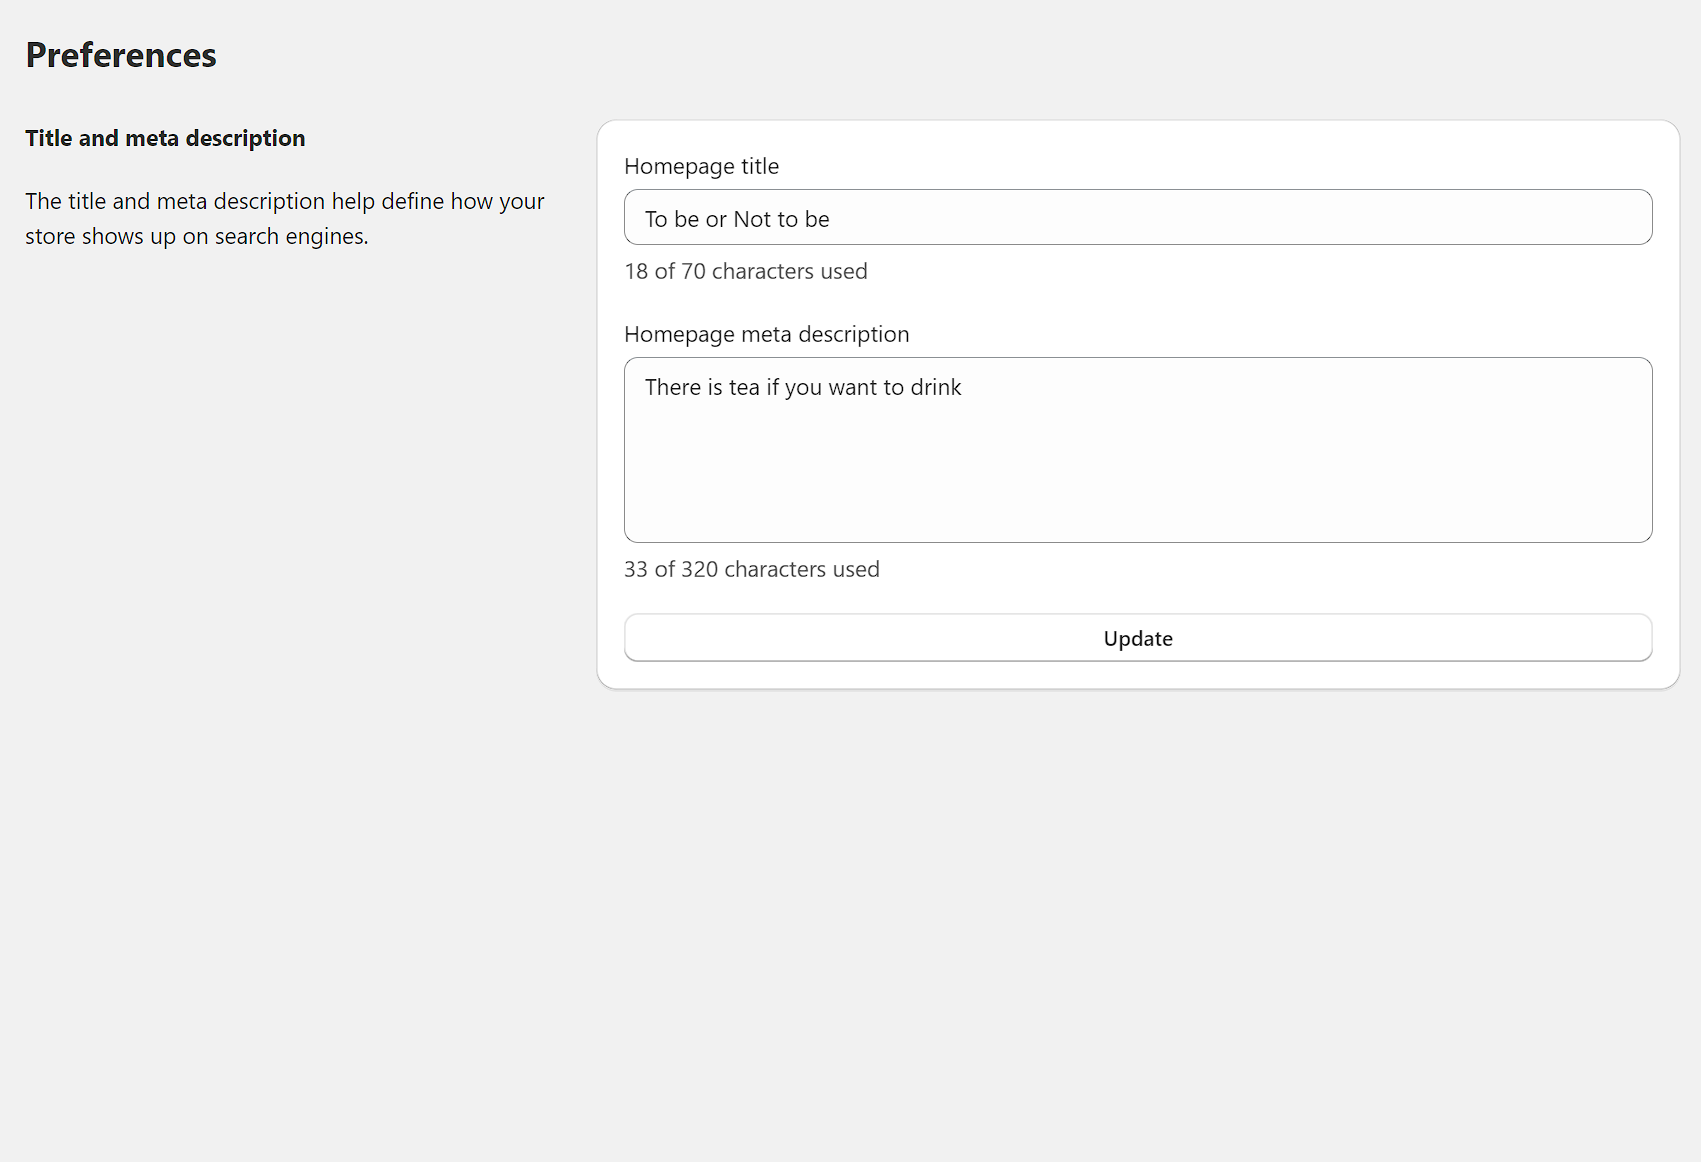 Preferences
Title and meta description
The title and meta description help define how your
store shows up on search engines.
Homepage title
To be or Not to be
18 of 70 characters used
Homepage meta description
There is tea if you want to drink
33 of 320 characters used
Update